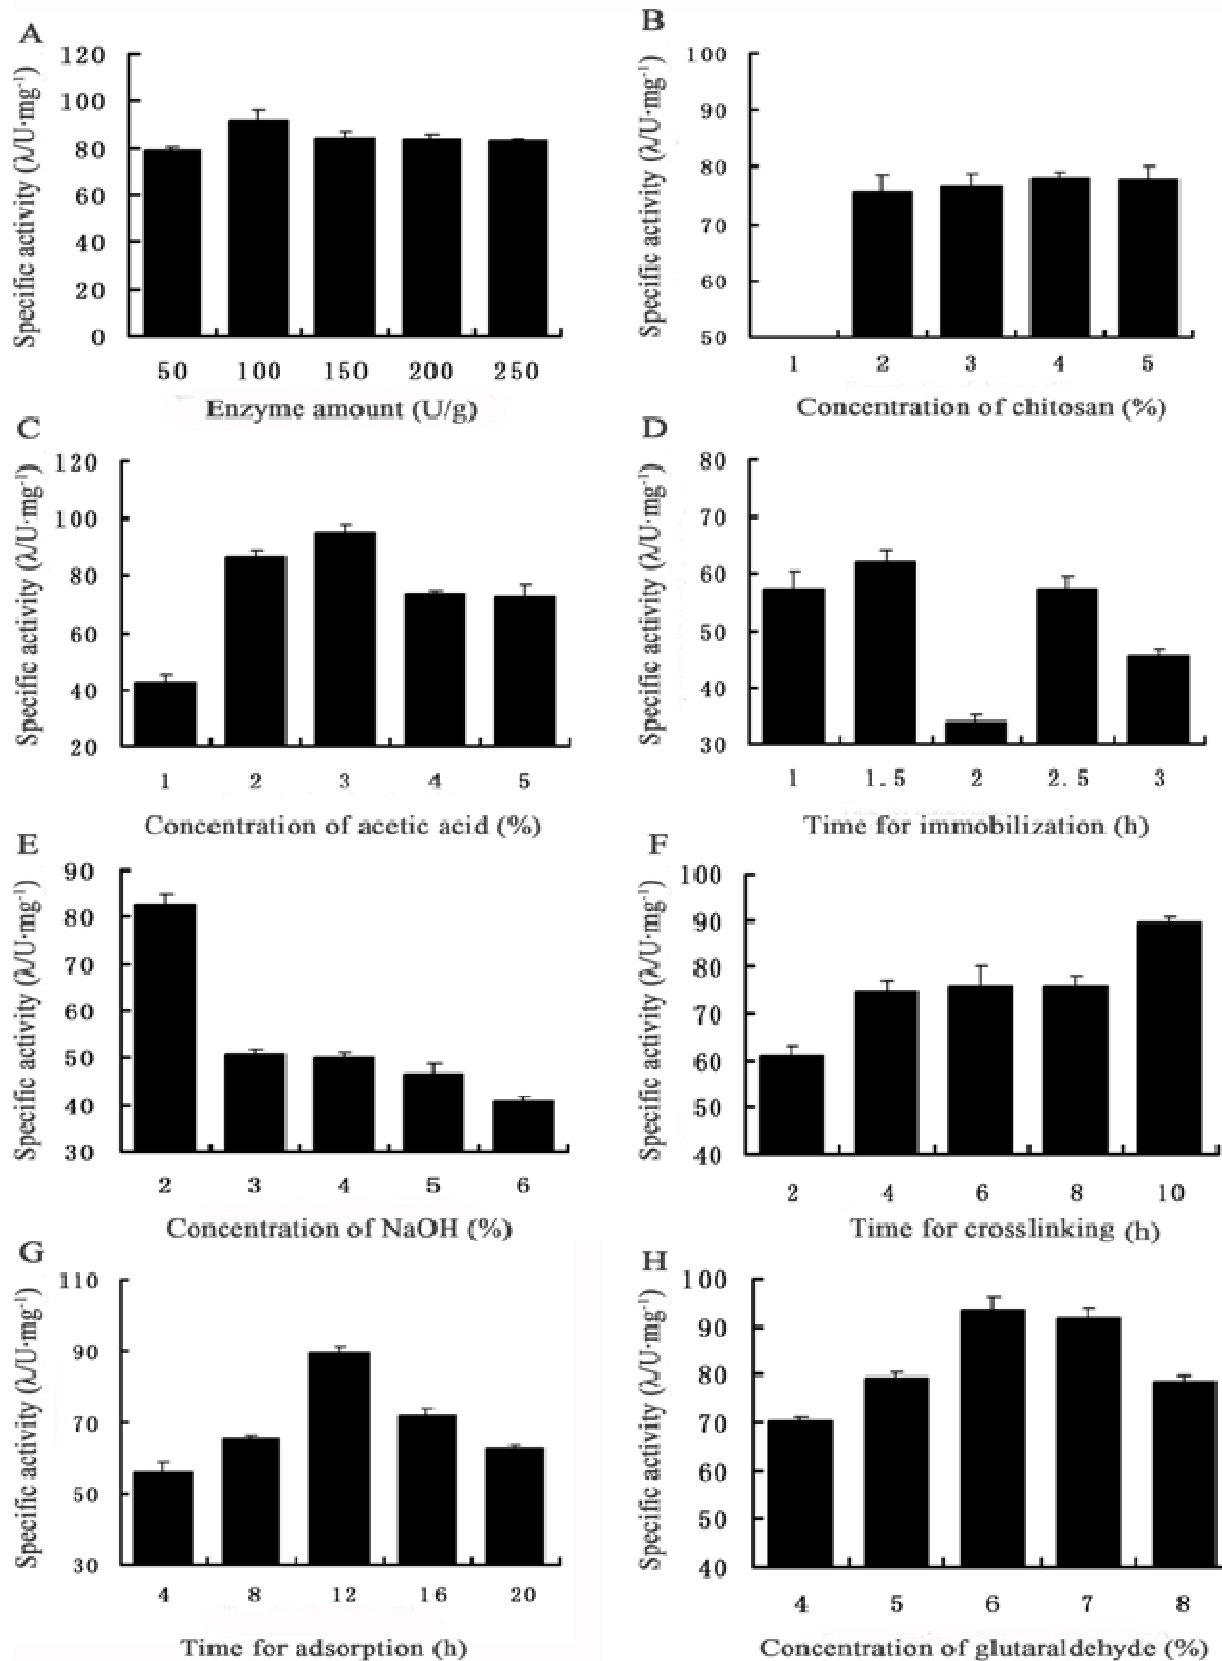 A
Specific activity (λ/U·mg⁻¹)
120
100
80
60
40
20
0
50 100 150 200 250
Enzyme amount (U/g)
B
Specific activity (λ/U·mg⁻¹)
100
90
80
70
60
50
1 2 3 4 5
Concentration of chitosan (%)
C
Specific activity (λ/U·mg⁻¹)
120
100
80
60
40
20
1 2 3 4 5
Concentration of acetic acid (%)
D
Specific activity (λ/U·mg⁻¹)
80
70
60
50
40
30
1 1.5 2 2.5 3
Time for immobilization (h)
E
Specific activity (λ/U·mg⁻¹)
90
80
70
60
50
40
30
2 3 4 5 6
Concentration of NaOH (%)
F
Specific activity (λ/U·mg⁻¹)
100
90
80
70
60
50
40
2 4 6 8 10
Time for crosslinking (h)
G
Specific activity (λ/U·mg⁻¹)
110
90
70
50
30
4 8 12 16 20
Time for adsorption (h)
H
Specific activity (λ/U·mg⁻¹)
100
90
80
70
60
50
40
4 5 6 7 8
Concentration of glutaraldehyde (%)